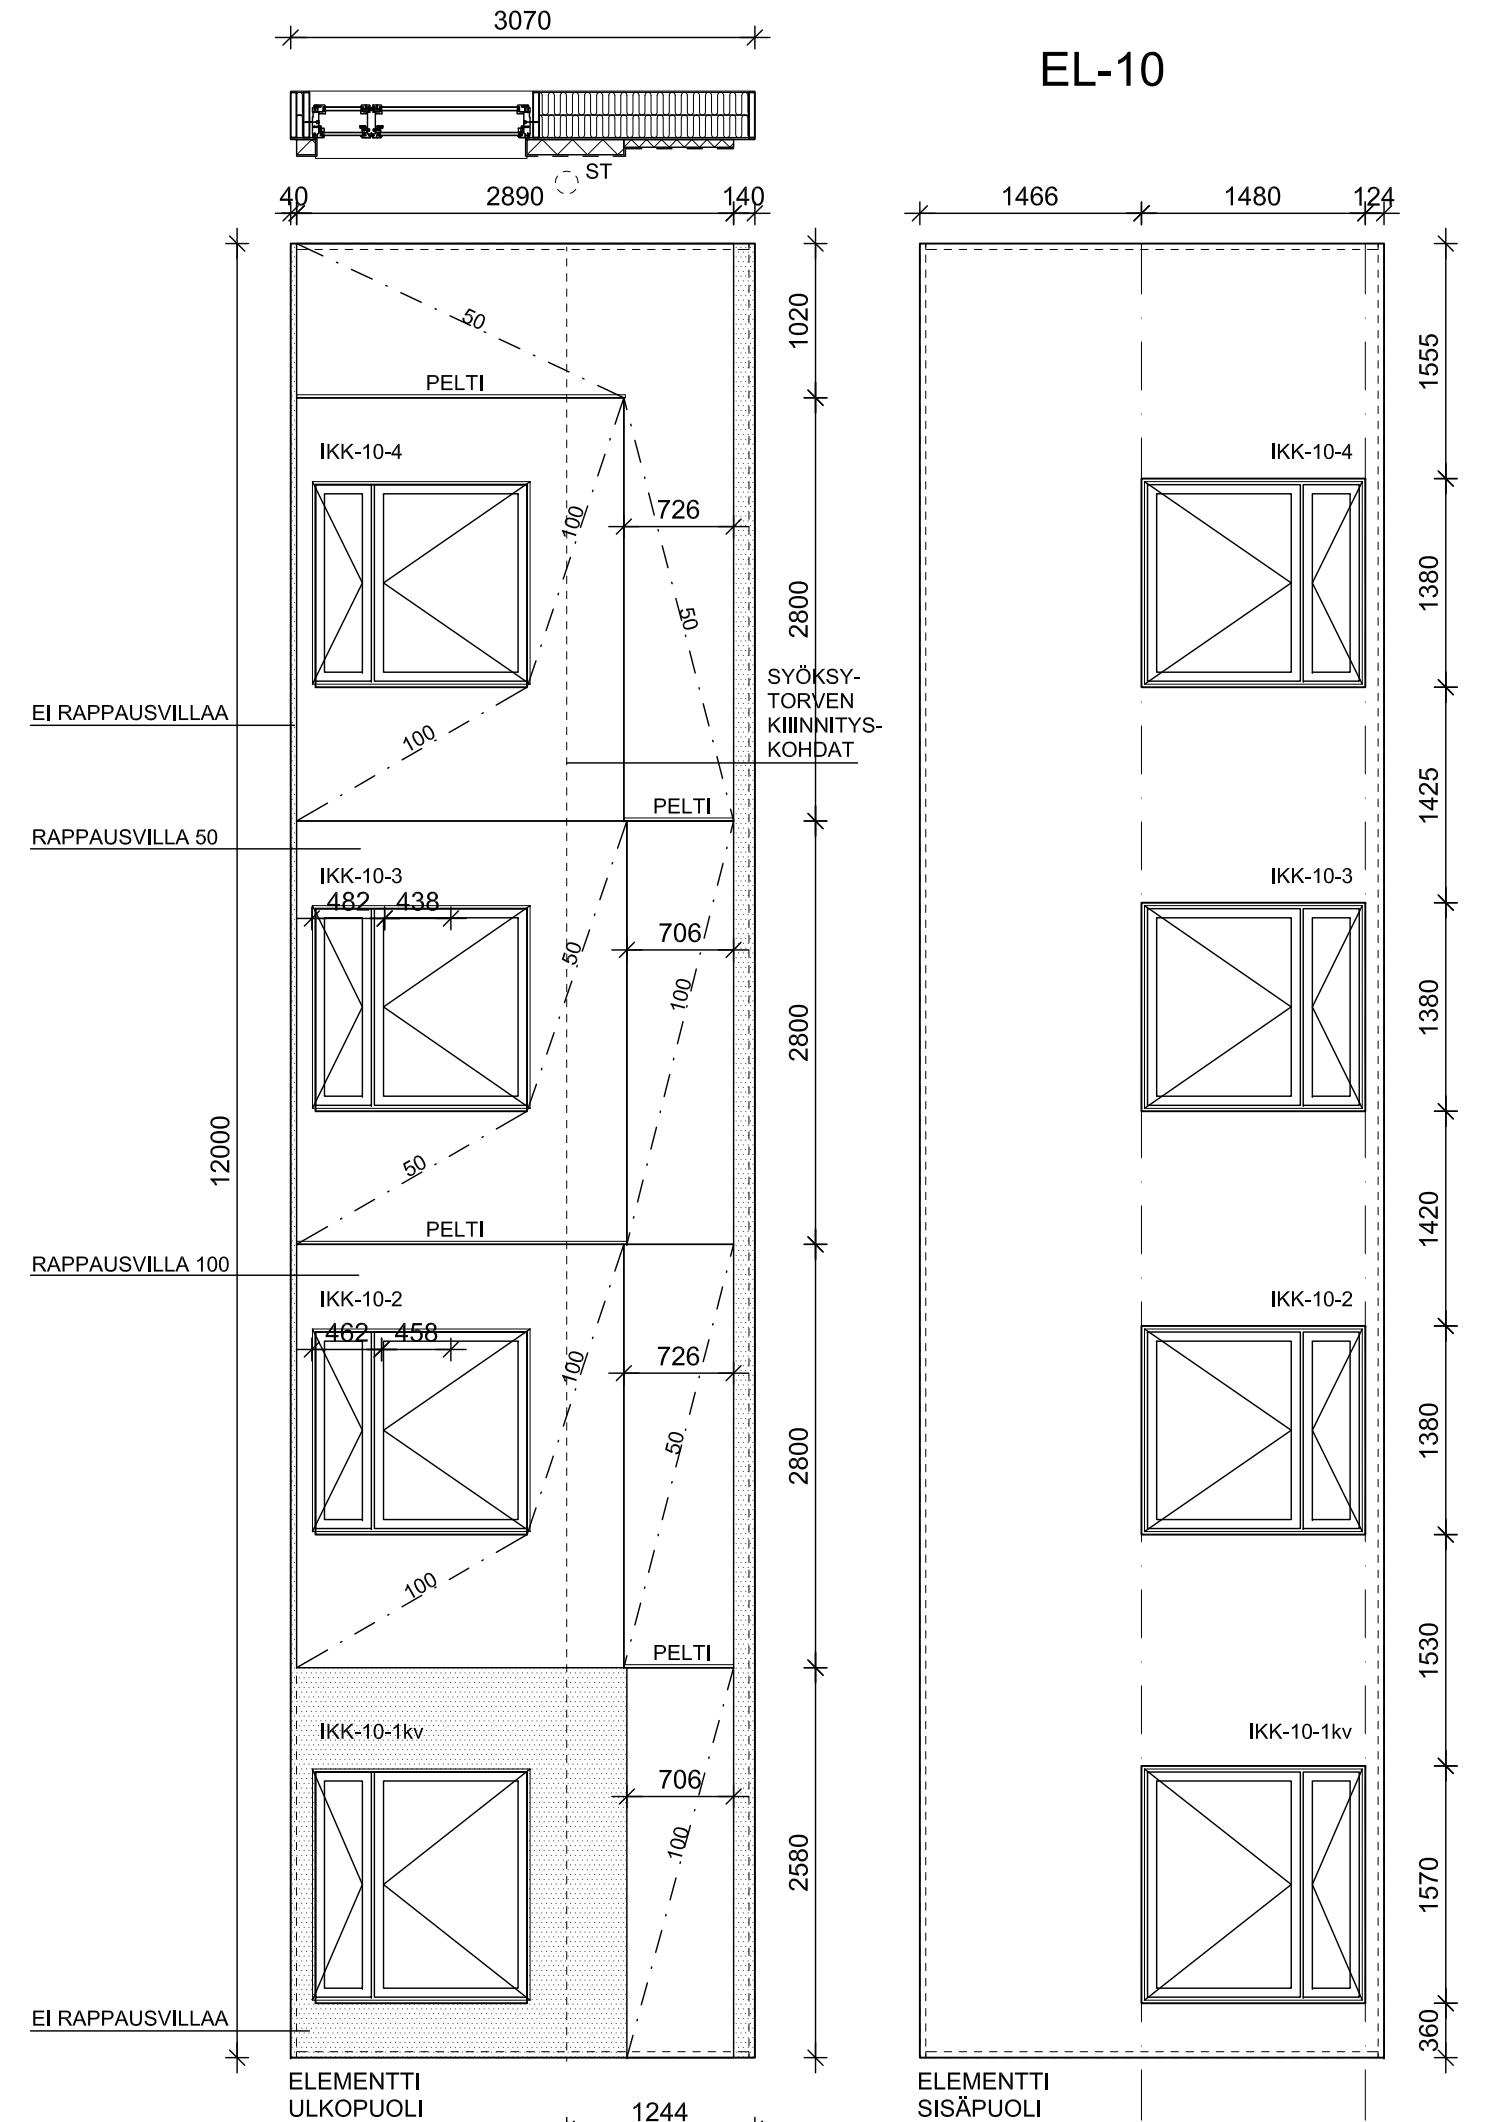 3070
EL-10
ST
40
2890
140
1466
1480
124
50
1020
1555
PELTI
IKK-10-4
IKK-10-4
100
726
1380
2800
50
SYÖKSY-
TORVEN
KIINNITYS-
KOHDAT
EI RAPPAUSVILLAA
100
1425
PELTI
RAPPAUSVILLA 50
IKK-10-3
IKK-10-3
482
438
706
50
100
1380
2800
12000
50
1420
PELTI
RAPPAUSVILLA 100
IKK-10-2
IKK-10-2
462
458
726
100
50
1380
2800
100
1530
PELTI
IKK-10-1kv
IKK-10-1kv
706
100
2580
1570
EI RAPPAUSVILLAA
360
ELEMENTTI
ULKOPUOLI
ELEMENTTI
SISÄPUOLI
1244